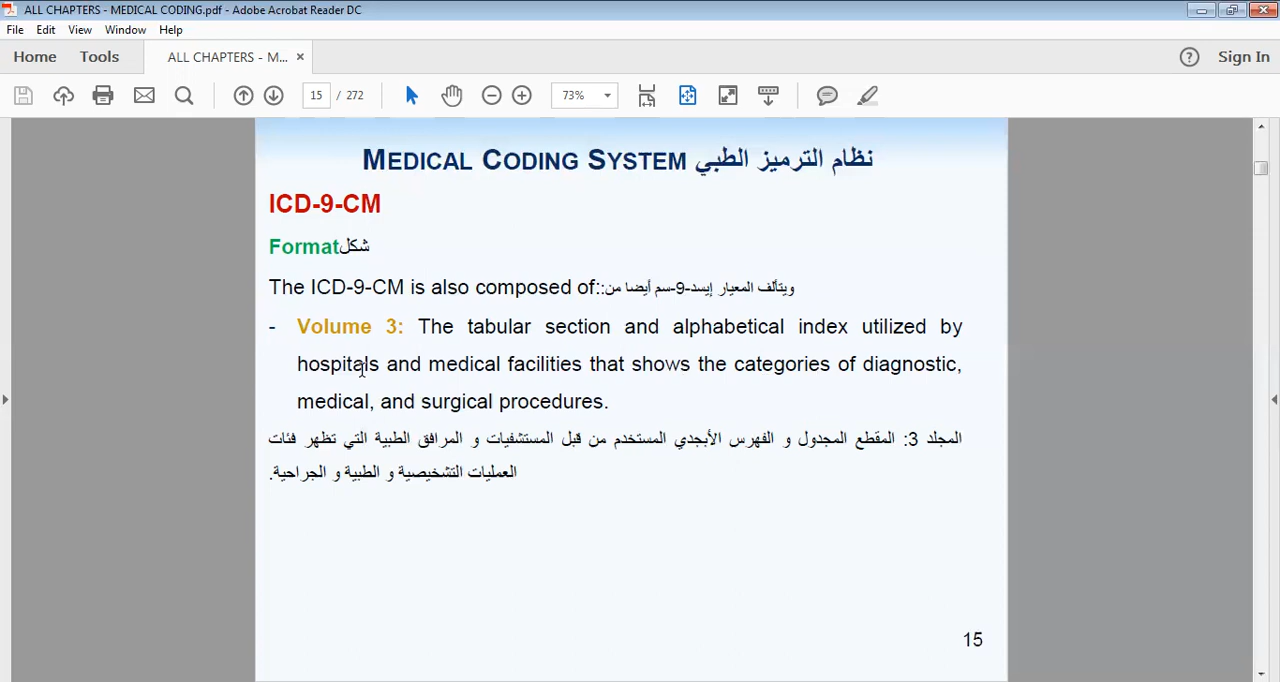 ALL CHAPTERS - MEDICAL CODING.pdf - Adobe Acrobat Reader DC
File Edit View Window Help
Home Tools ALL CHAPTERS - M... × ? Sign In
15 / 272 73%
MEDICAL CODING SYSTEM نظام الترميز الطبي
ICD-9-CM
Format شكل
The ICD-9-CM is also composed of: ويتألف المعيار إيسد-9-سم أيضا من:
- Volume 3: The tabular section and alphabetical index utilized by
hospitals and medical facilities that shows the categories of diagnostic,
medical, and surgical procedures.
المجلد 3: المقطع المجدول و الفهرس الأبجدي المستخدم من قبل المستشفيات و المرافق الطبية التي تظهر فئات
العمليات التشخيصية و الطبية و الجراحية.
15